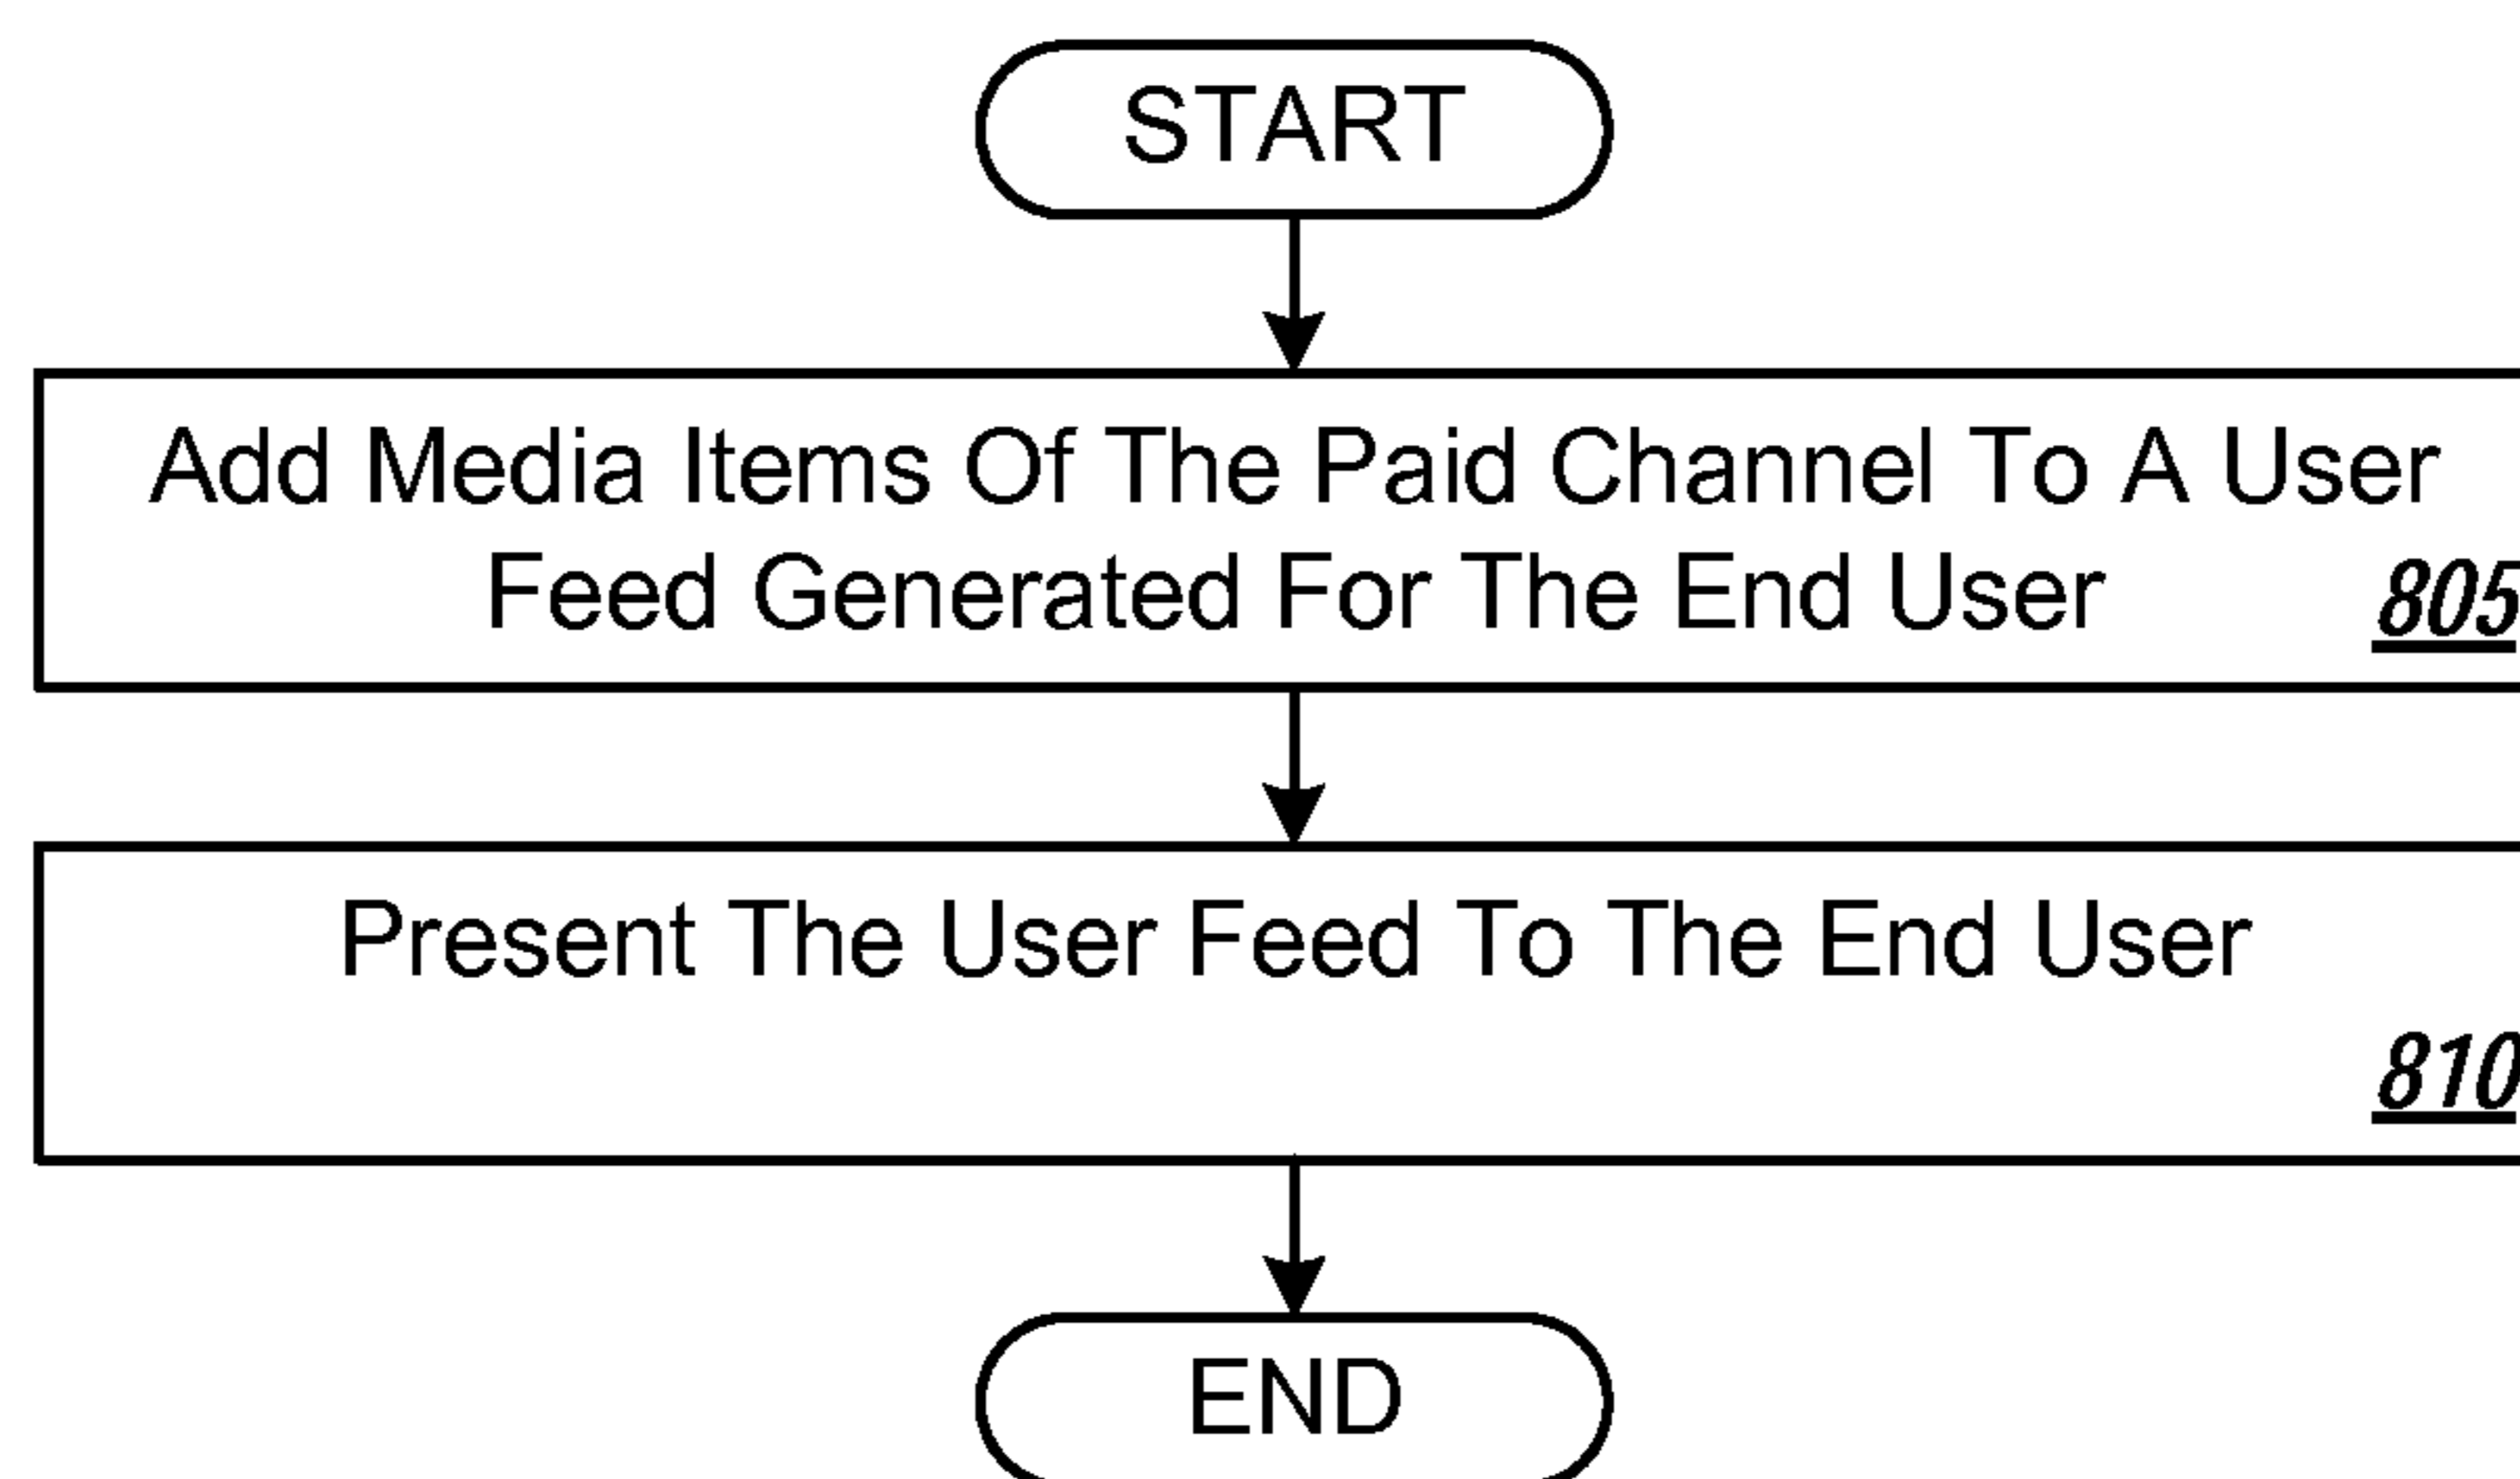 START
Add Media Items Of The Paid Channel To A User
Feed Generated For The End User
805
Present The User Feed To The End User
810
END